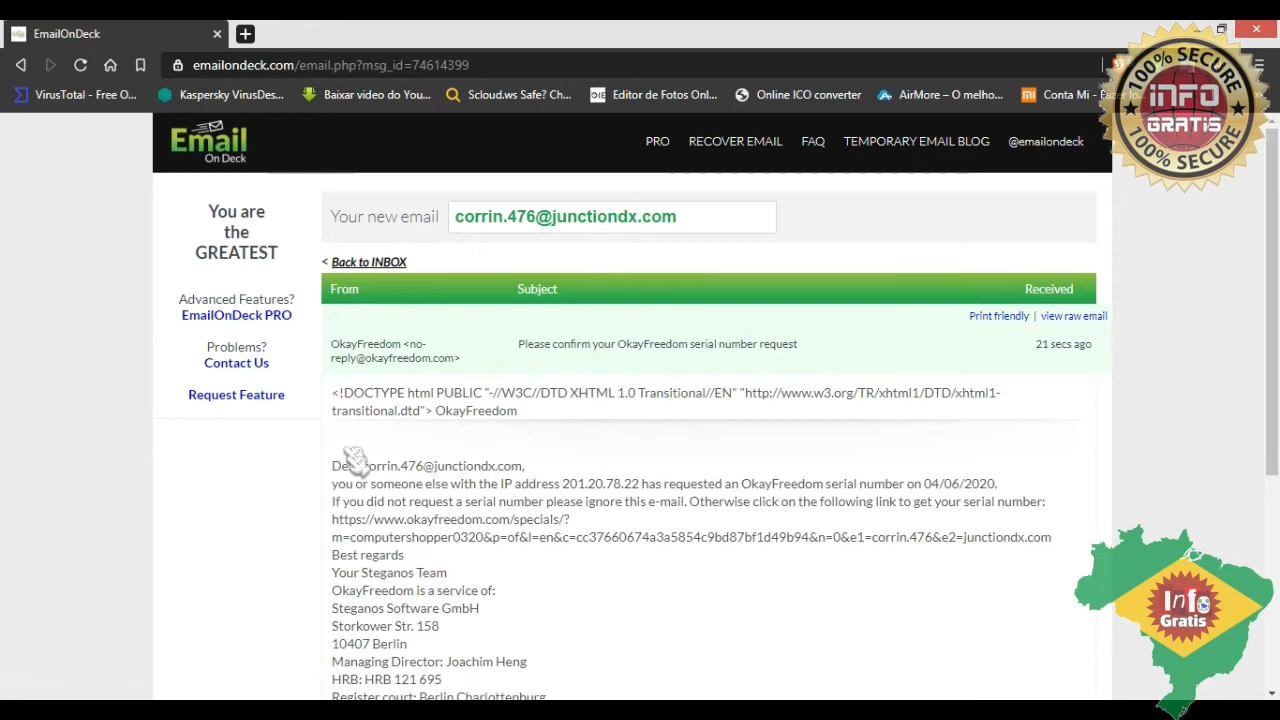 EmailOnDeck
emailondeck.com/email.php?msg_id=74614399
VirusTotal - Free O... Kaspersky VirusDes... Baixar video do You... Scloud.ws Safe? Ch... Editor de Fotos Onl... Online ICO converter AirMore – O melho... Conta Mi -
100% SECURE
INFO
GRATIS
100% SECURE
Email
On Deck
PRO RECOVER EMAIL FAQ TEMPORARY EMAIL BLOG @emailondeck
You are
the
GREATEST
Advanced Features?
EmailOnDeck PRO
Problems?
Contact Us
Request Feature
Your new email corrin.476@junctiondx.com
< Back to INBOX
From Subject Received
Print friendly | view raw email
OkayFreedom <no-
reply@okayfreedom.com> Please confirm your OkayFreedom serial number request 21 secs ago
<!DOCTYPE html PUBLIC "-//W3C//DTD XHTML 1.0 Transitional//EN" "http://www.w3.org/TR/xhtml1/DTD/xhtml1-
transitional.dtd"> OkayFreedom
corrin.476@junctiondx.com,
you or someone else with the IP address 201.20.78.22 has requested an OkayFreedom serial number on 04/06/2020.
If you did not request a serial number please ignore this e-mail. Otherwise click on the following link to get your serial number:
https://www.okayfreedom.com/specials/?
m=computershopper0320&p=of&l=en&c=cc37660674a3a5854c9bd87bf1d49b94&n=0&e1=corrin.476&e2=junctiondx.com
Best regards
Your Steganos Team
OkayFreedom is a service of:
Steganos Software GmbH
Storkower Str. 158
10407 Berlin
Managing Director: Joachim Heng
HRB: HRB 121 695
Register court: Berlin Charlottenburg
Info
Gratis